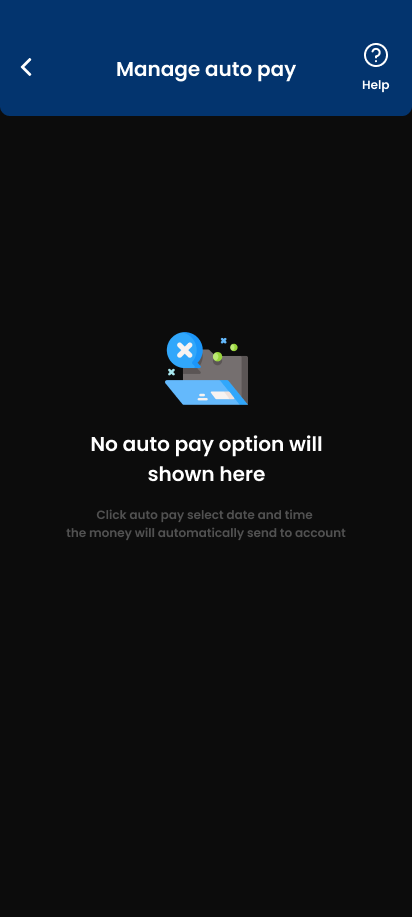 Manage auto pay
Help
No auto pay option will
shown here
Click auto pay select date and time
the money will automatically send to account